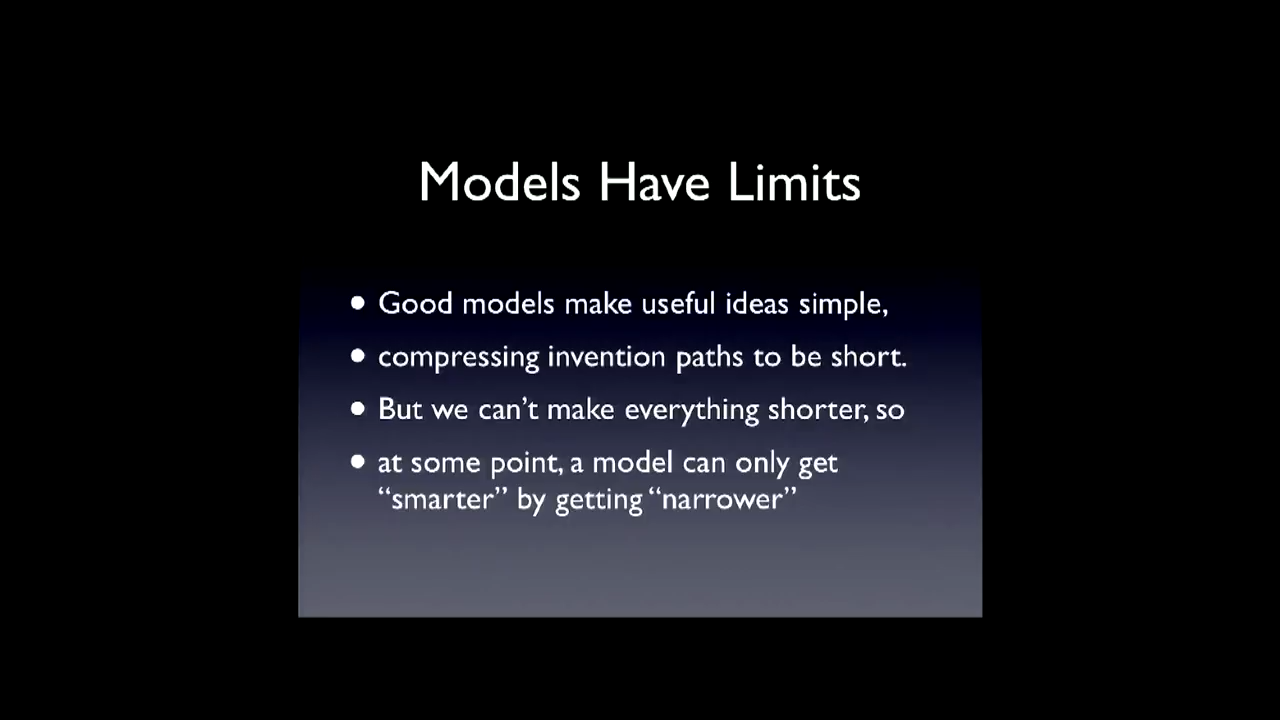 Models Have Limits
• Good models make useful ideas simple,
• compressing invention paths to be short.
• But we can’t make everything shorter, so
• at some point, a model can only get
“smarter” by getting “narrower”